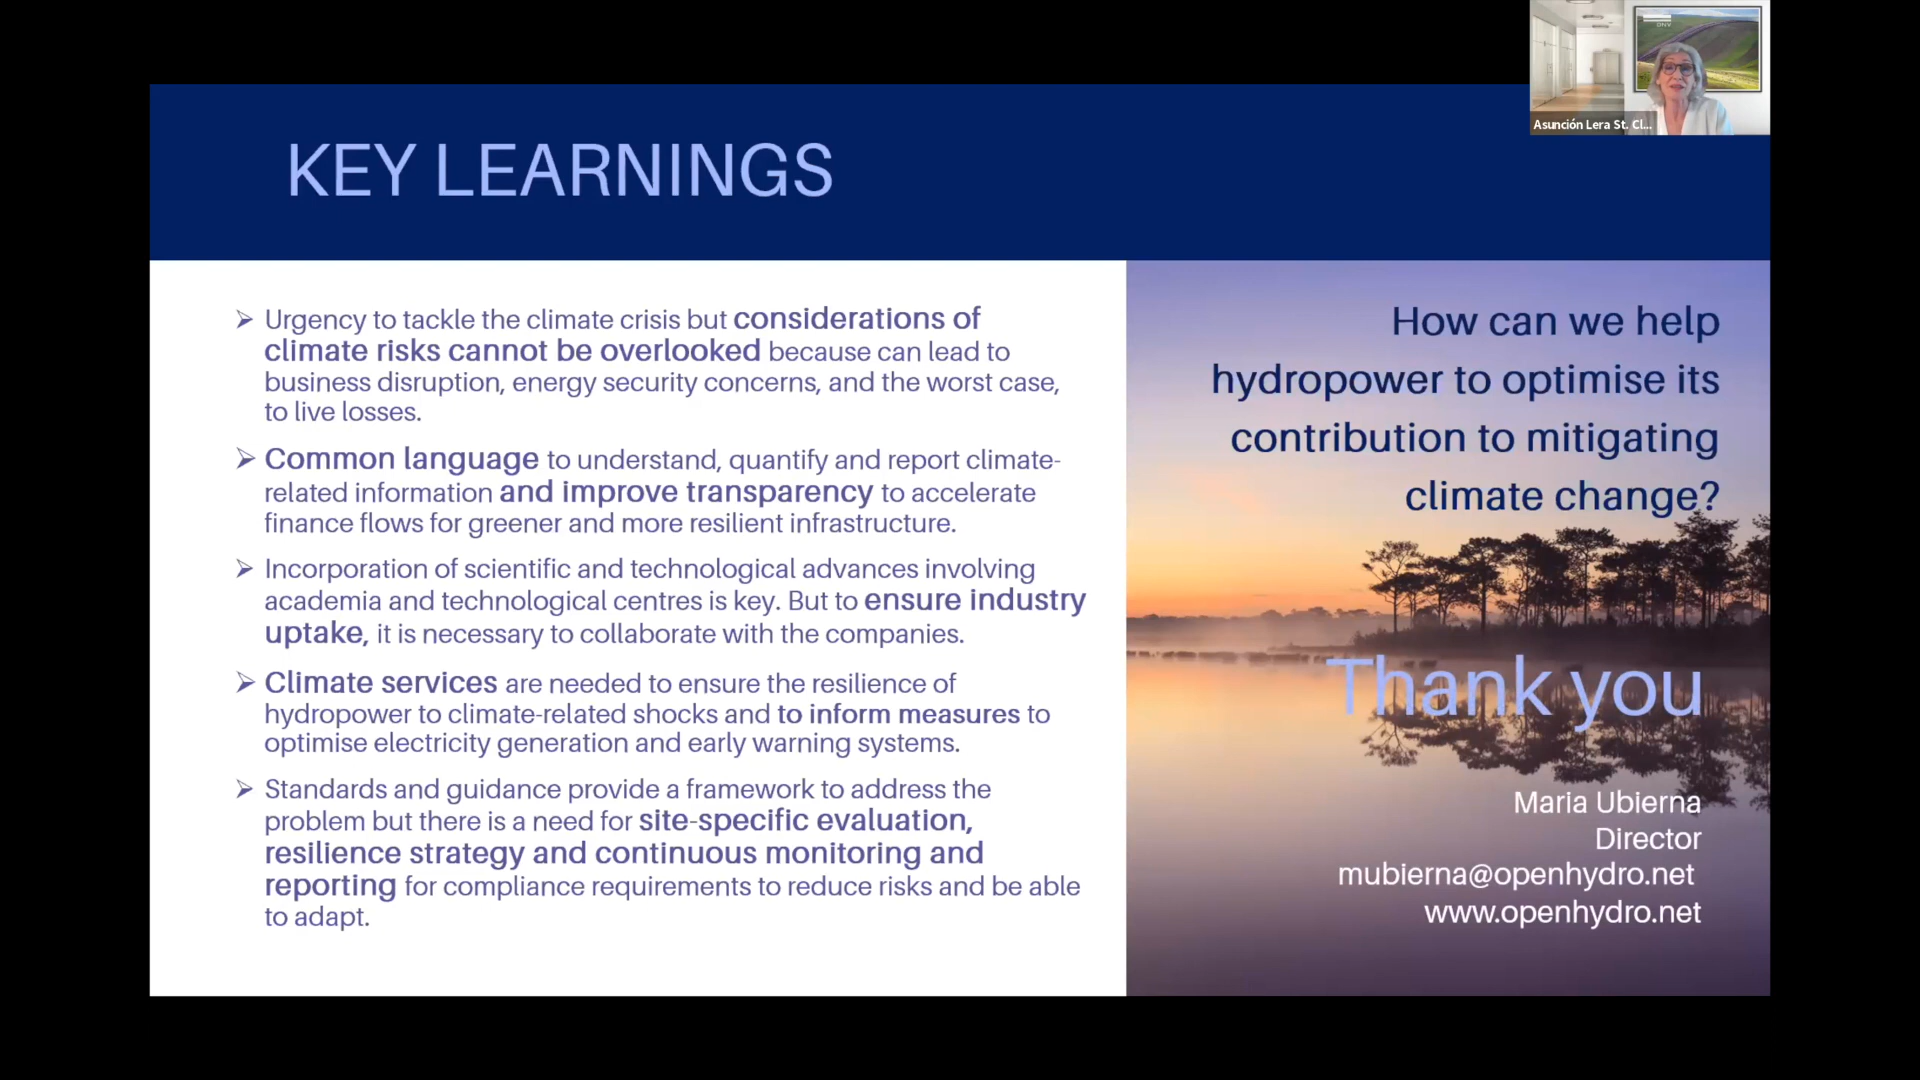 DNV
Asunción Lera St. Cl...
KEY LEARNINGS
➢ Urgency to tackle the climate crisis but considerations of
climate risks cannot be overlooked because can lead to
business disruption, energy security concerns, and the worst case,
to live losses.
➢ Common language to understand, quantify and report climate-
related information and improve transparency to accelerate
finance flows for greener and more resilient infrastructure.
➢ Incorporation of scientific and technological advances involving
academia and technological centres is key. But to ensure industry
uptake, it is necessary to collaborate with the companies.
➢ Climate services are needed to ensure the resilience of
hydropower to climate-related shocks and to inform measures to
optimise electricity generation and early warning systems.
➢ Standards and guidance provide a framework to address the
problem but there is a need for site-specific evaluation,
resilience strategy and continuous monitoring and
reporting for compliance requirements to reduce risks and be able
to adapt.
How can we help
hydropower to optimise its
contribution to mitigating
climate change?
Thank you
Maria Ubierna
Director
mubierna@openhydro.net
www.openhydro.net